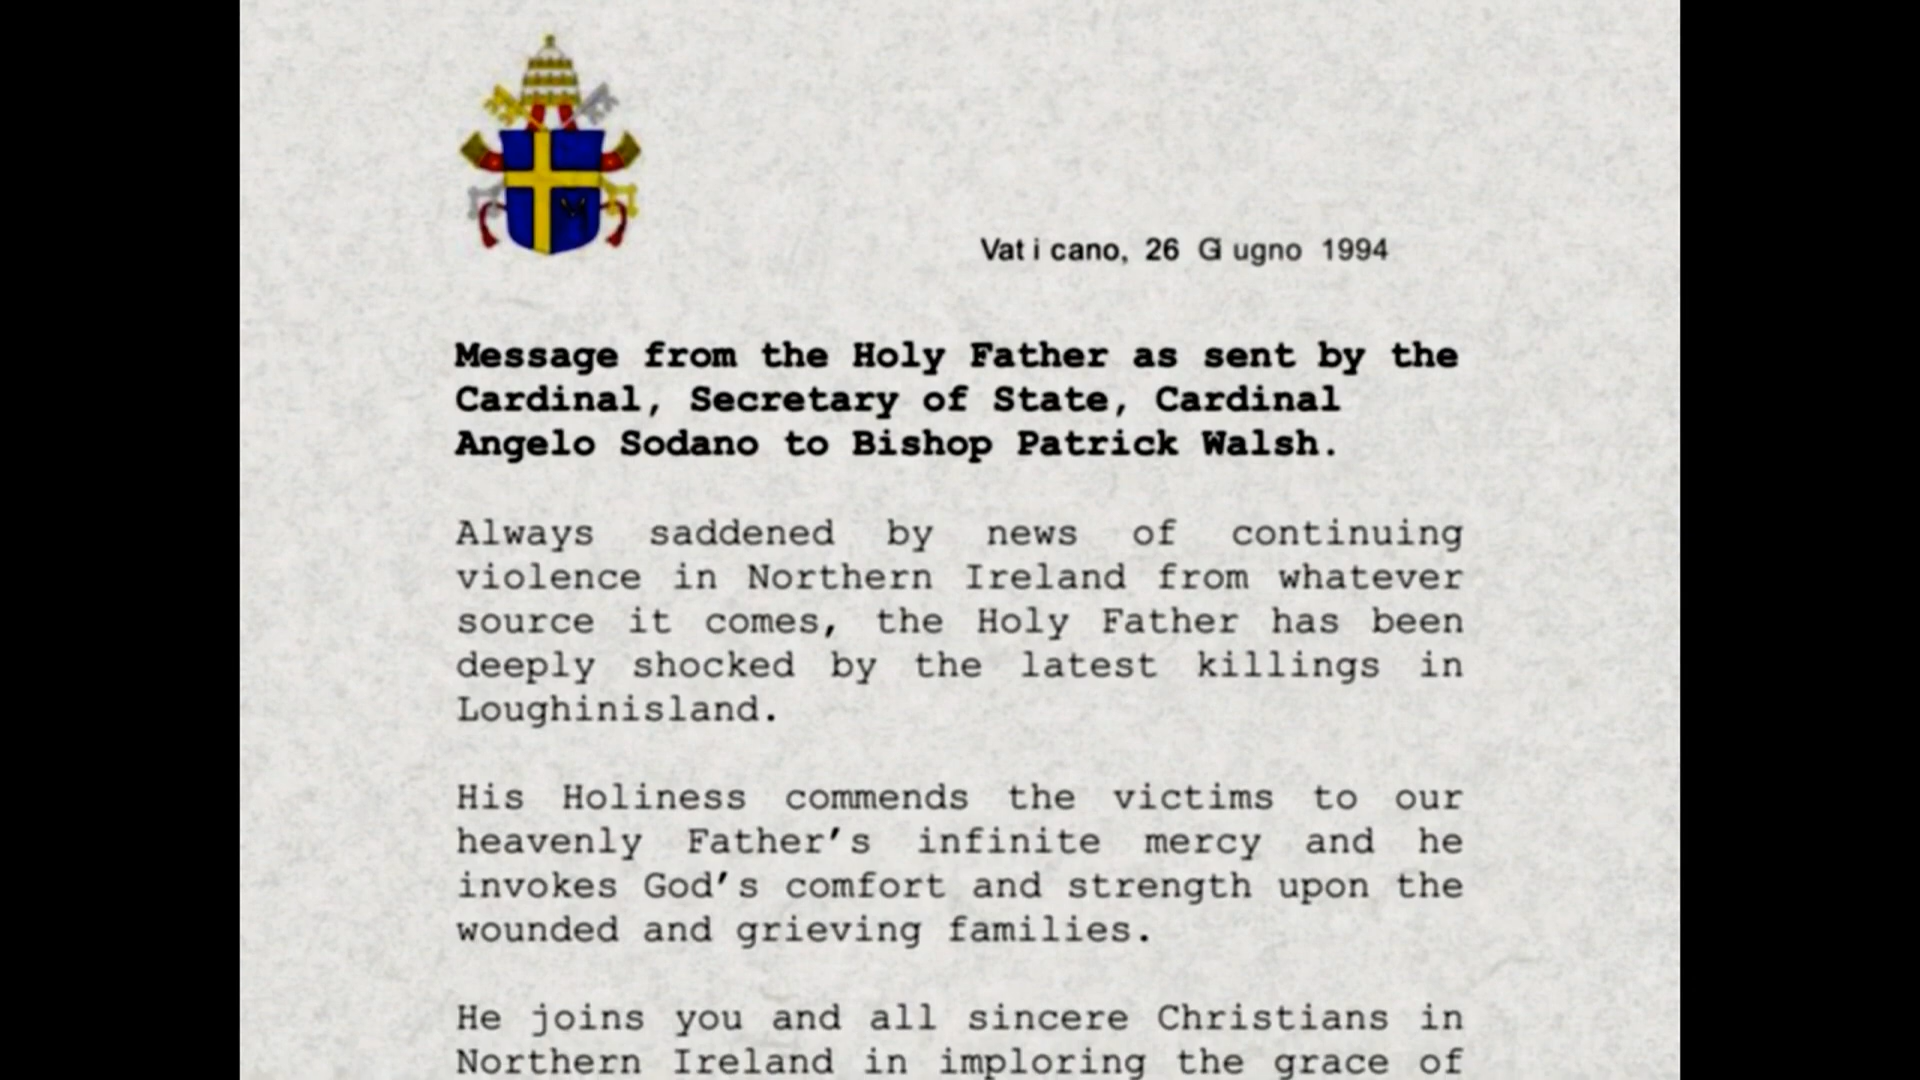 Vaticano, 26 Giugno 1994
Message from the Holy Father as sent by the
Cardinal, Secretary of State, Cardinal
Angelo Sodano to Bishop Patrick Walsh.
Always saddened by news of continuing
violence in Northern Ireland from whatever
source it comes, the Holy Father has been
deeply shocked by the latest killings in
Loughinisland.
His Holiness commends the victims to our
heavenly Father's infinite mercy and he
invokes God's comfort and strength upon the
wounded and grieving families.
He joins you and all sincere Christians in
Northern Ireland in imploring the grace of